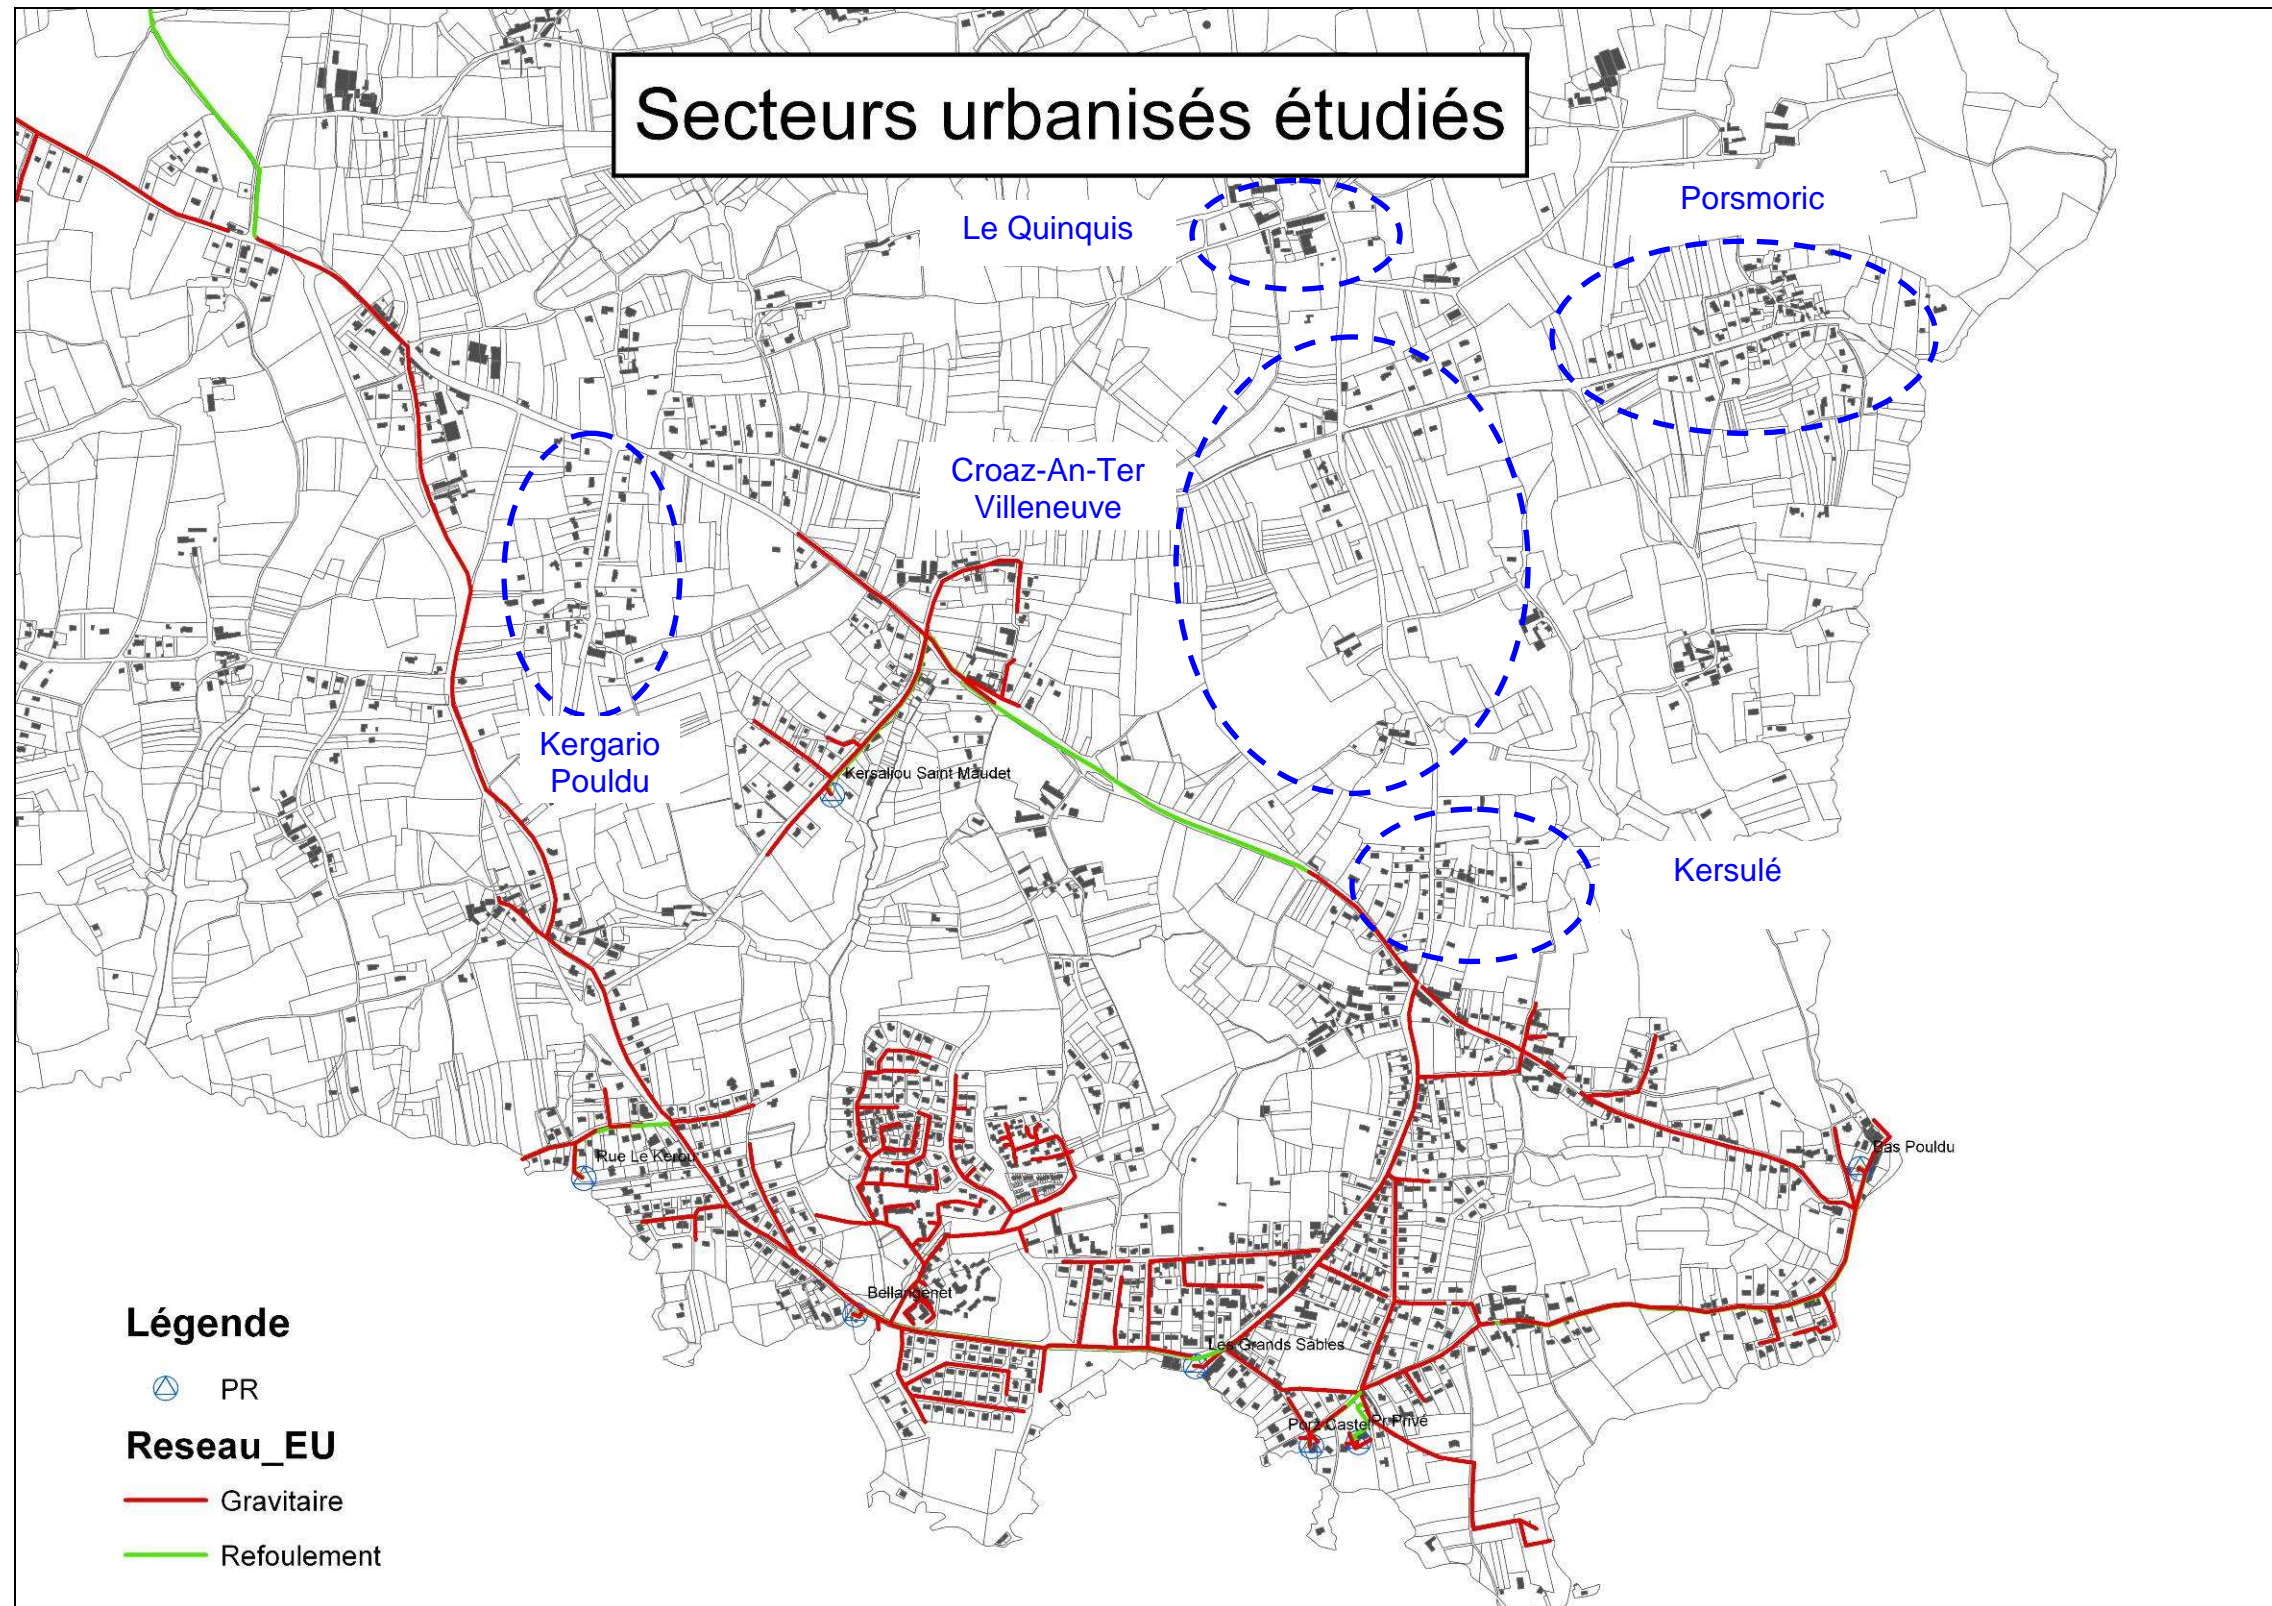 Secteurs urbanisés étudiés
Porsmoric
Le Quinquis
Croaz-An-Ter
Villeneuve
Kergario
Pouldu
Kersaliou Saint Maudet
Kersulé
Rue Le Kerou
Bas Pouldu
Bellangenet
Les Grands Sables
Porz Castel
Pr Privé
Légende
PR
Reseau_EU
Gravitaire
Refoulement